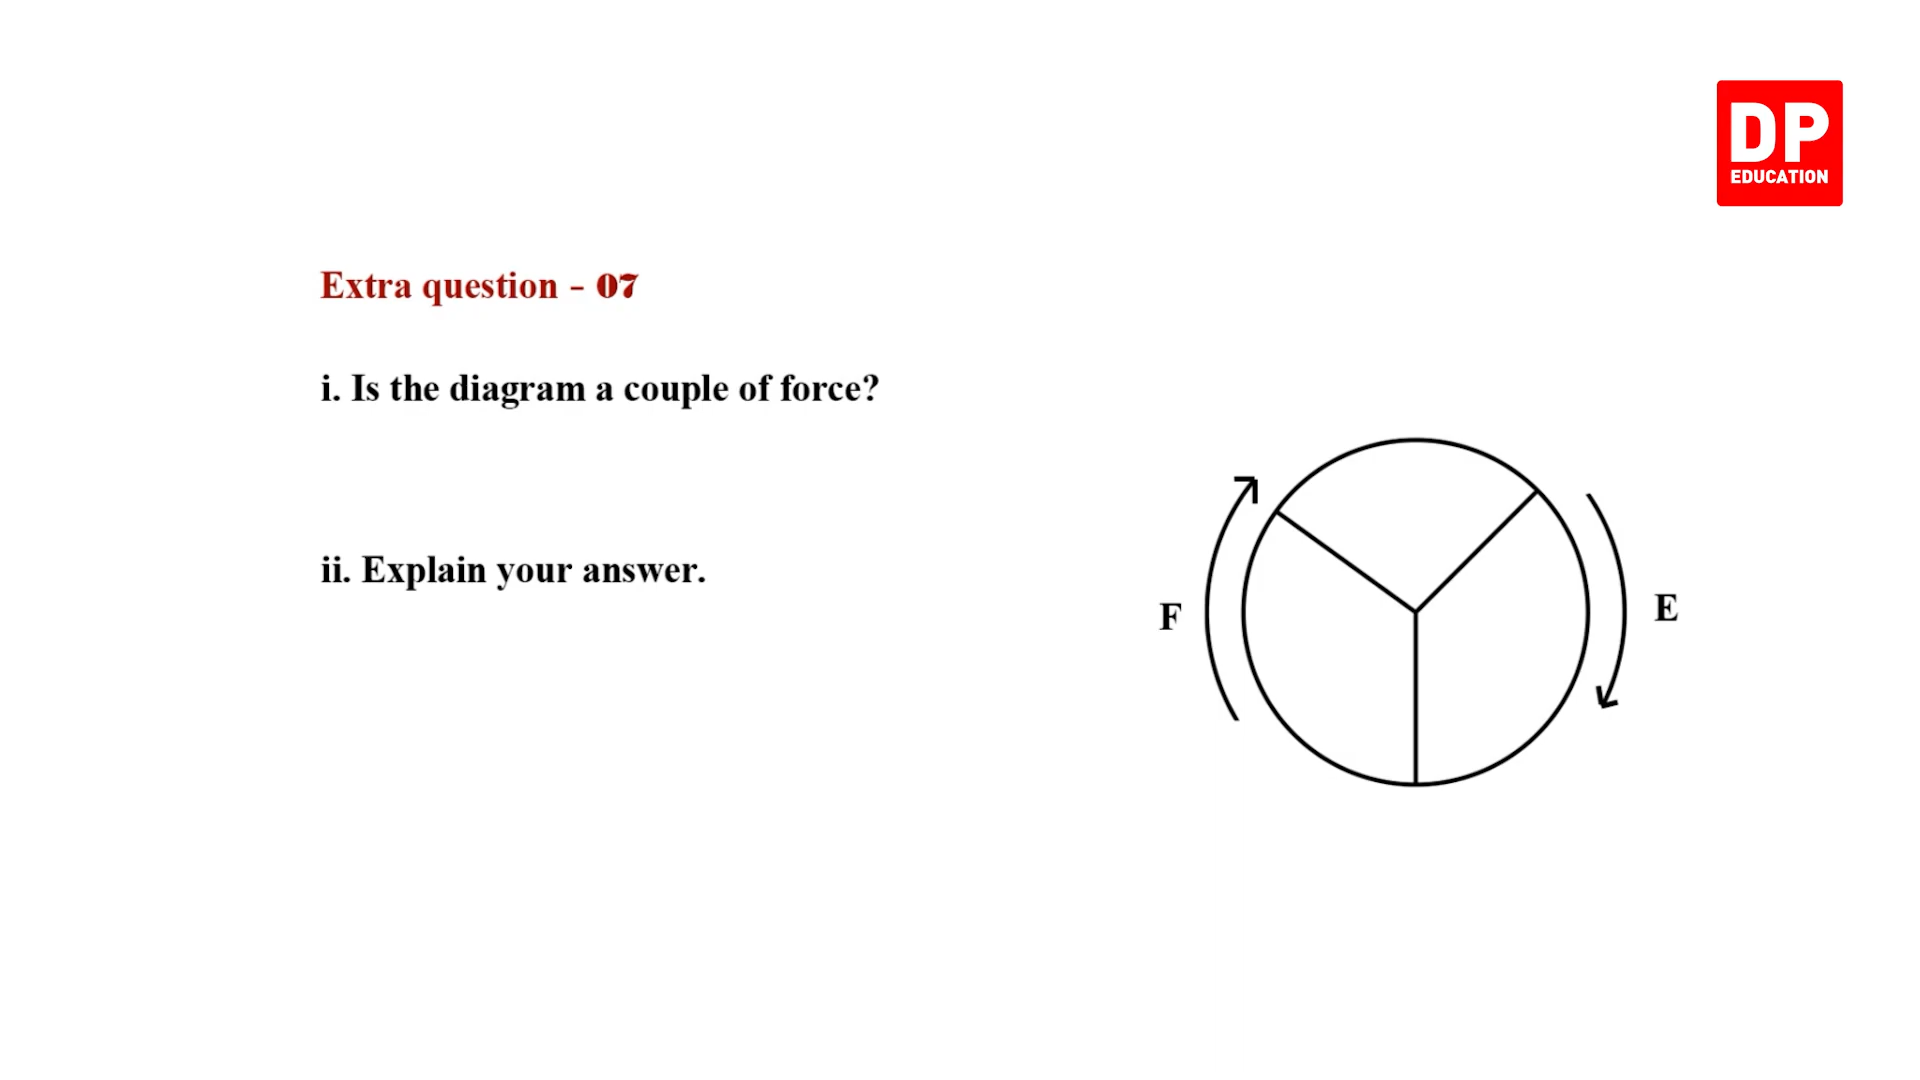 DP
EDUCATION
Extra question - 07
i. Is the diagram a couple of force?
ii. Explain your answer.
F
E